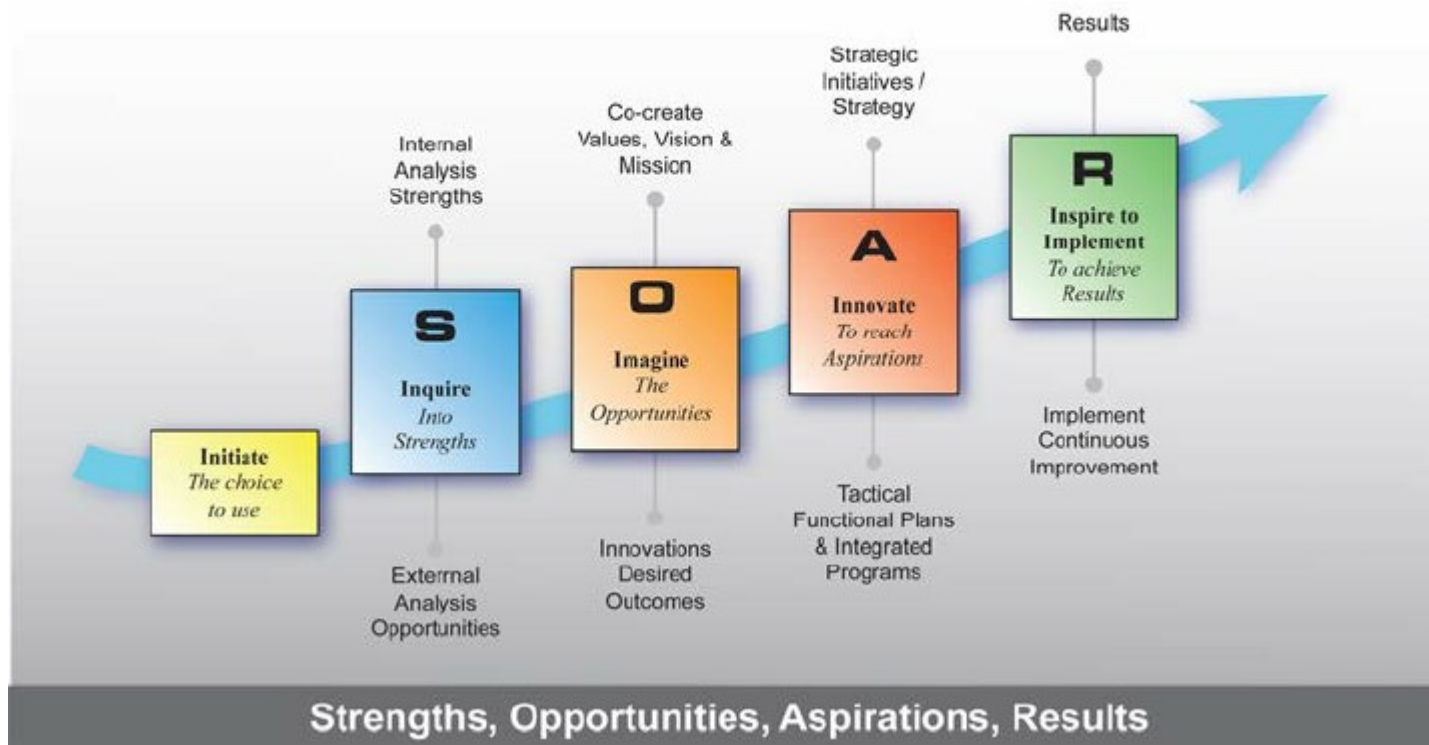 Initiate
The choice
to use
Internal
Analysis
Strengths
S
Inquire
Into
Strengths
External
Analysis
Opportunities
Co-create
Values, Vision &
Mission
O
Imagine
The
Opportunities
Innovations
Desired
Outcomes
Strategic
Initiatives /
Strategy
A
Innovate
To reach
Aspirations
Tactical
Functional Plans
& Integrated
Programs
Results
R
Inspire to
Implement
To achieve
Results
Implement
Continuous
Improvement
Strengths, Opportunities, Aspirations, Results